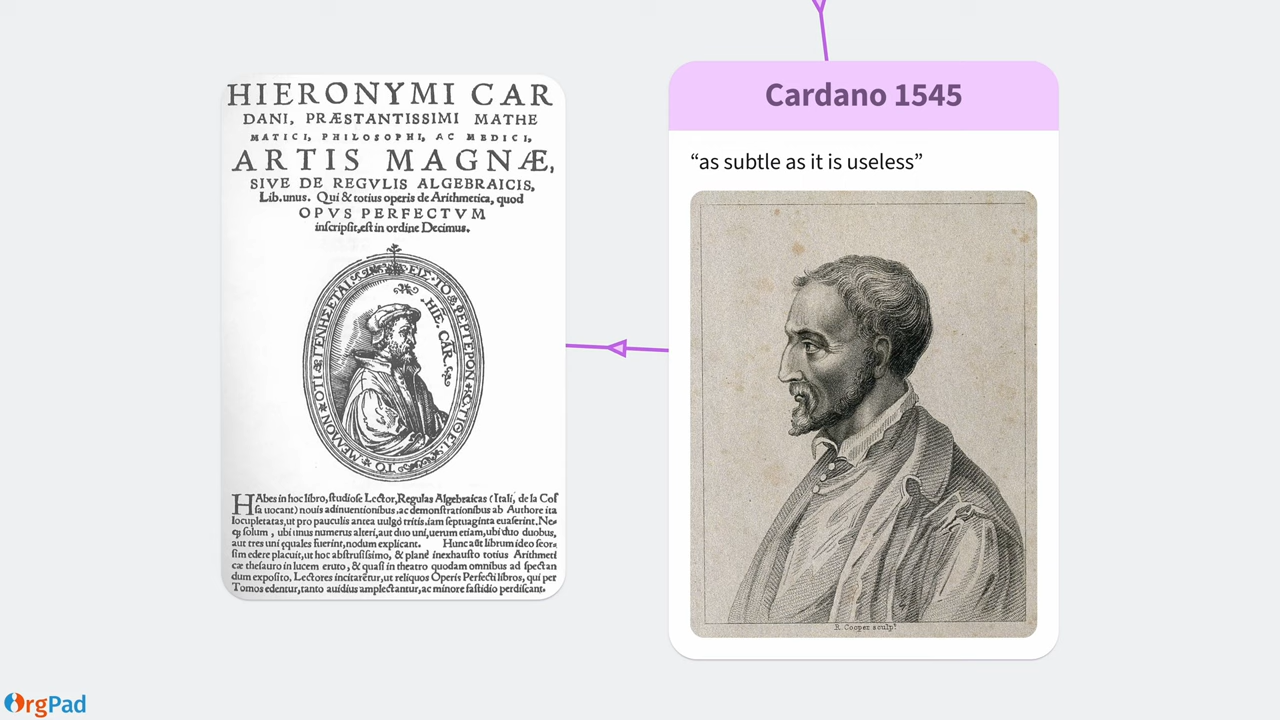 HIERONYMI CAR
DANI, PRÆSTANTISSIMI MATHE
MATICI, PHILOSOPHI, AC MEDICI,
ARTIS MAGNÆ,
SIVE DE REGVLIS ALGEBRAICIS,
Lib. unus. Qui & totius operis de Arithmetica, quod
OPVS PERFECTVM
inscripsit, est in ordine Decimus.
HIE. CAR.
HAbes in hoc libro, studiose Lector, Regulas Algebraicas (Itali, de la Cos
sa uocant) nouis adinuentionibus, ac demonstrationibus ab Authore ita
locupletatas, ut pro pauculis antea uulgò tritis, iam septuaginta euaserint. Ne-
q; solum, ubi unus numerus alteri, aut duo uni, uerum etiam, ubi duo duobus,
aut tres uni ęquales fuerint, nodum explicant. Hunc aūt librum ideo seor-
sim edere placuit, ut hoc abstrusissimo, & planè inexhausto totius Arithmeti
cæ thesauro in lucem eruto, & quasi in theatro quodam omnibus ad spectan
dum exposito, Lectores incitarētur, ut reliquos Operis Perfecti libros, qui per
Tomos edentur, tanto auidius amplectantur, ac minore fastidio perdiscant.
Cardano 1545
“as subtle as it is useless”
R. Cooper sculpt.
OrgPad